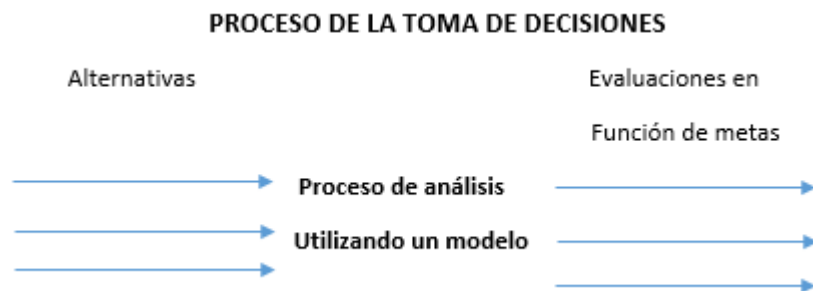 PROCESO DE LA TOMA DE DECISIONES
Alternativas
Evaluaciones en
Función de metas
Proceso de análisis
Utilizando un modelo